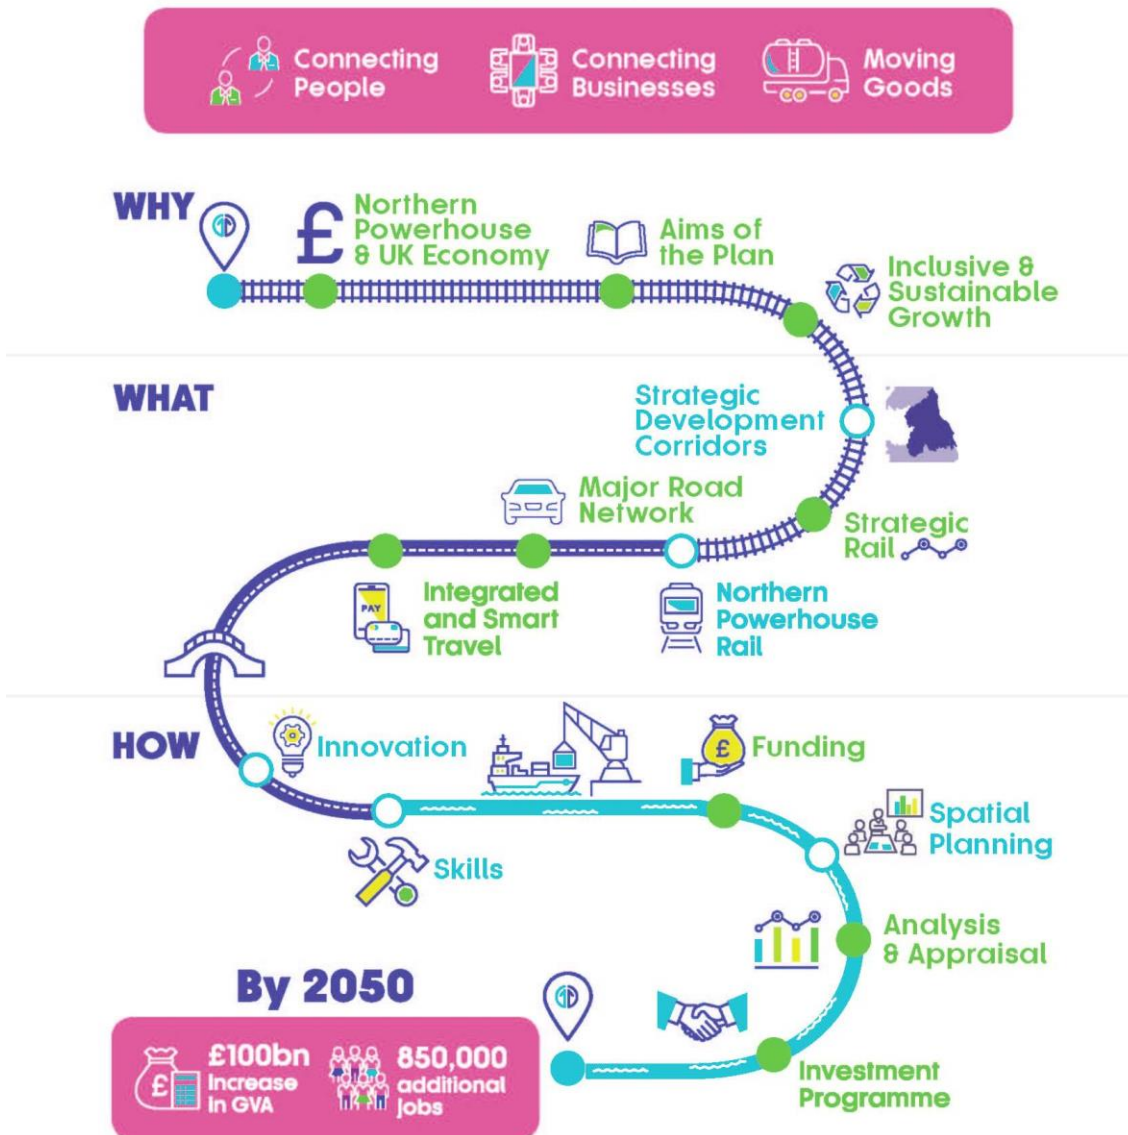 Connecting
People
Connecting
Businesses
Moving
Goods
WHY
£
Northern
Powerhouse
& UK Economy
Aims of
the Plan
Inclusive &
Sustainable
Growth
WHAT
Strategic
Development
Corridors
Major Road
Network
Strategic
Rail
PAY
Integrated
and Smart
Travel
Northern
Powerhouse
Rail
HOW
Innovation
£
Funding
Skills
Spatial
Planning
Analysis
& Appraisal
By 2050
£
£100bn
Increase
in GVA
850,000
additional
jobs
Investment
Programme